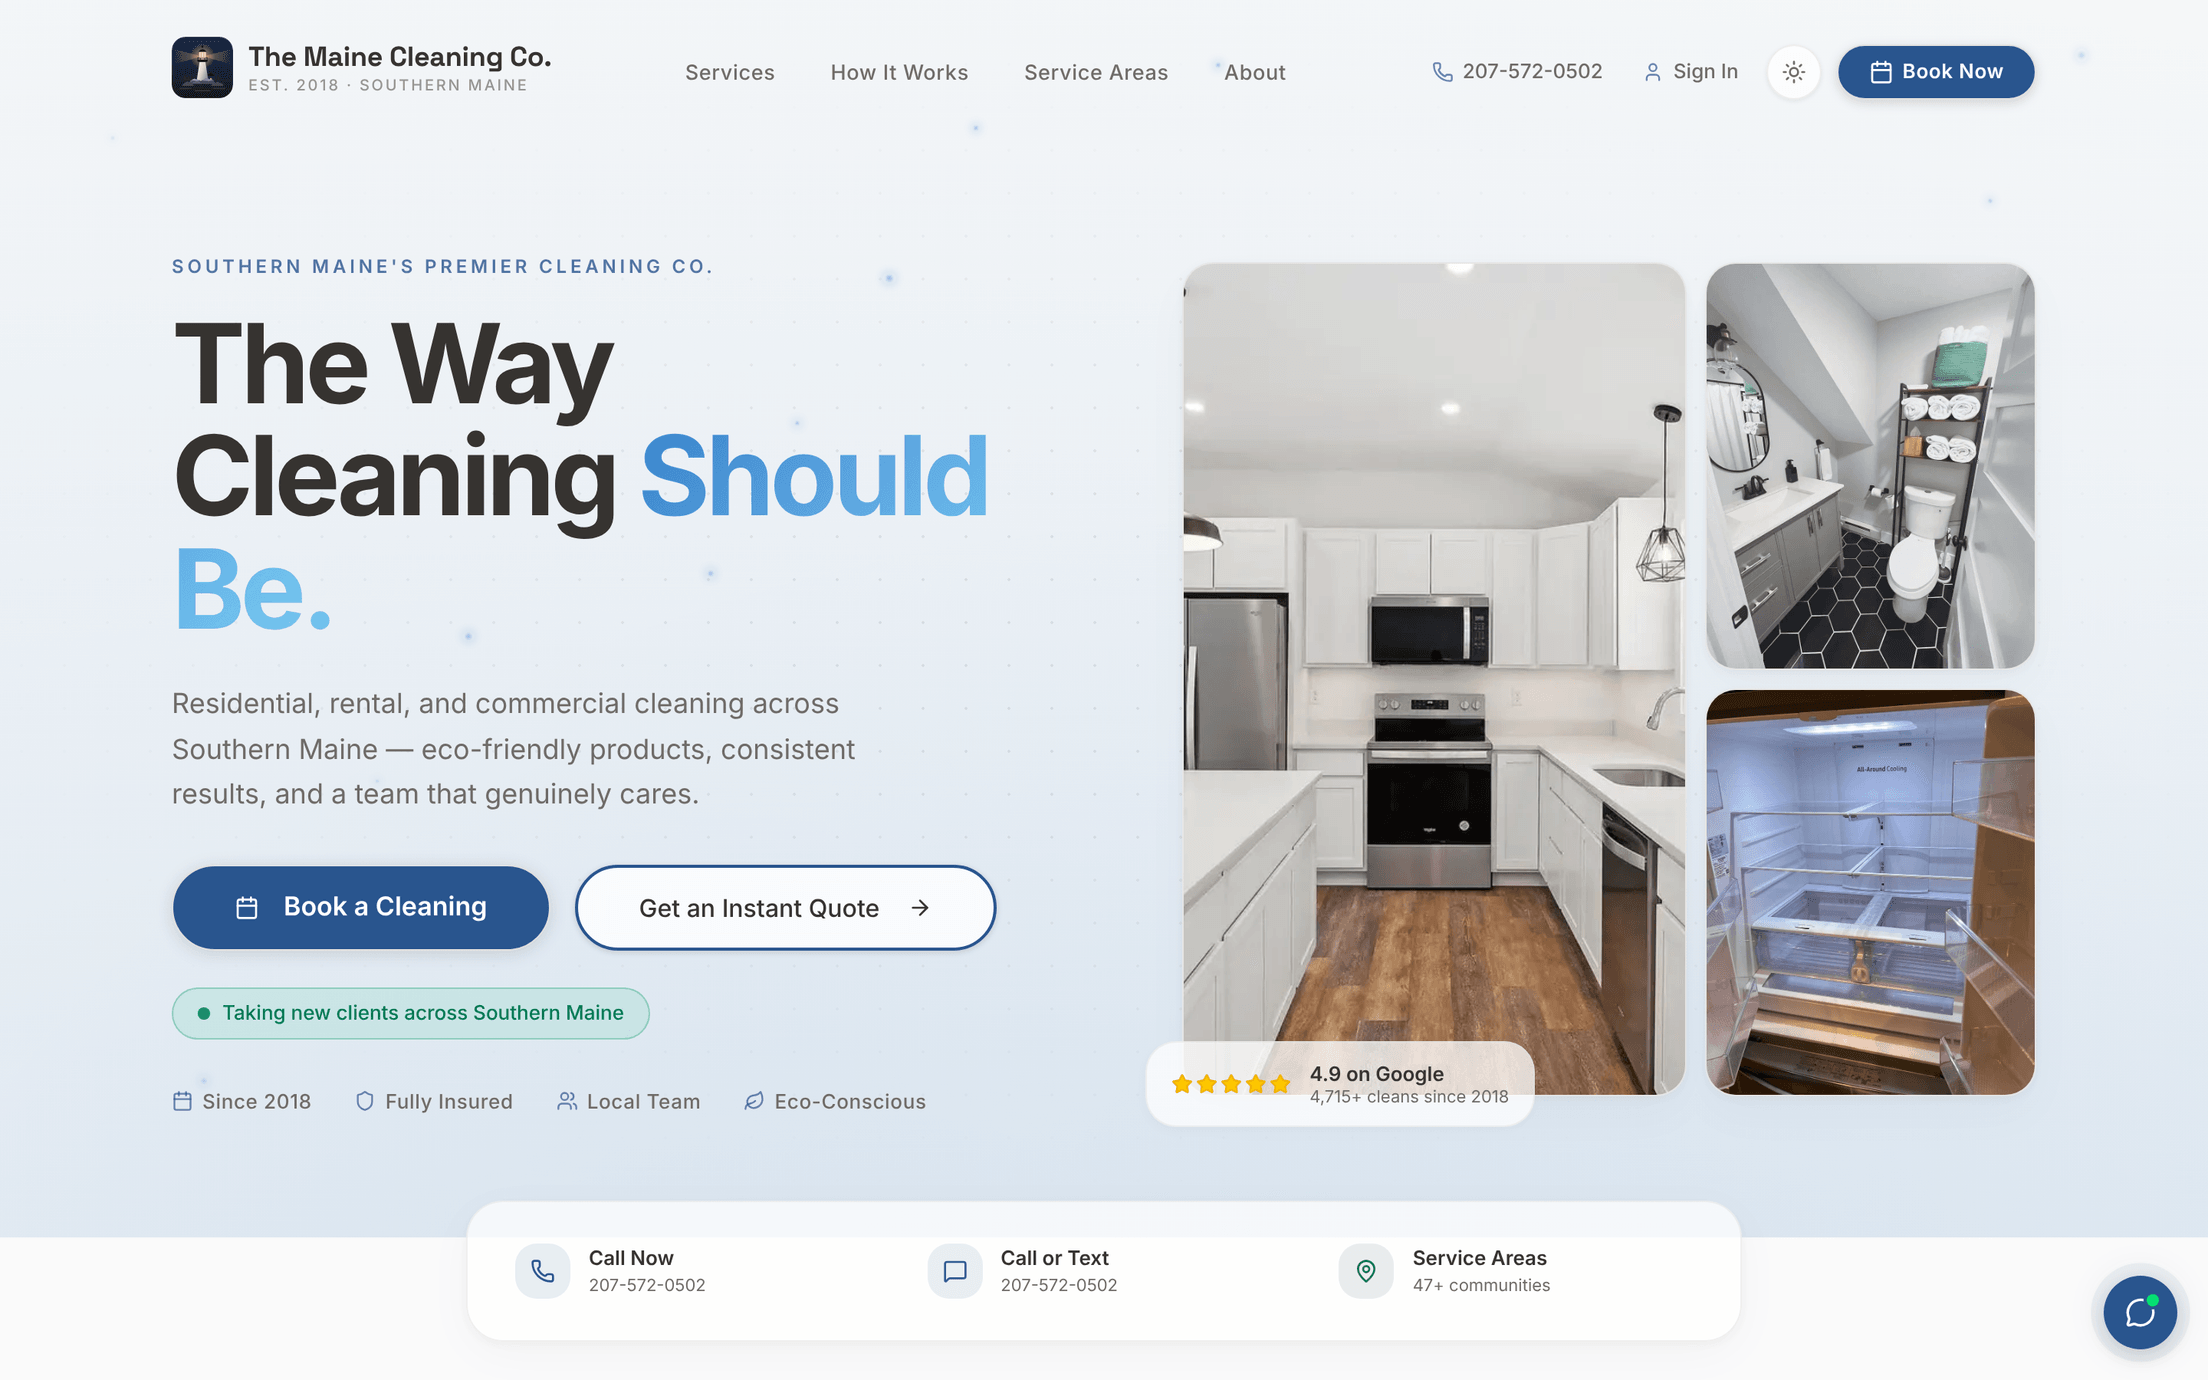 The Maine Cleaning Co.
EST. 2018 · SOUTHERN MAINE
Services
How It Works
Service Areas
About
207-572-0502
Sign In
Book Now
SOUTHERN MAINE'S PREMIER CLEANING CO.
The Way
Cleaning Should
Be.
Residential, rental, and commercial cleaning across
Southern Maine — eco-friendly products, consistent
results, and a team that genuinely cares.
Book a Cleaning
Get an Instant Quote
Taking new clients across Southern Maine
Since 2018
Fully Insured
Local Team
Eco-Conscious
All-Around Cooling
4.9 on Google
4,715+ cleans since 2018
Call Now
207-572-0502
Call or Text
207-572-0502
Service Areas
47+ communities